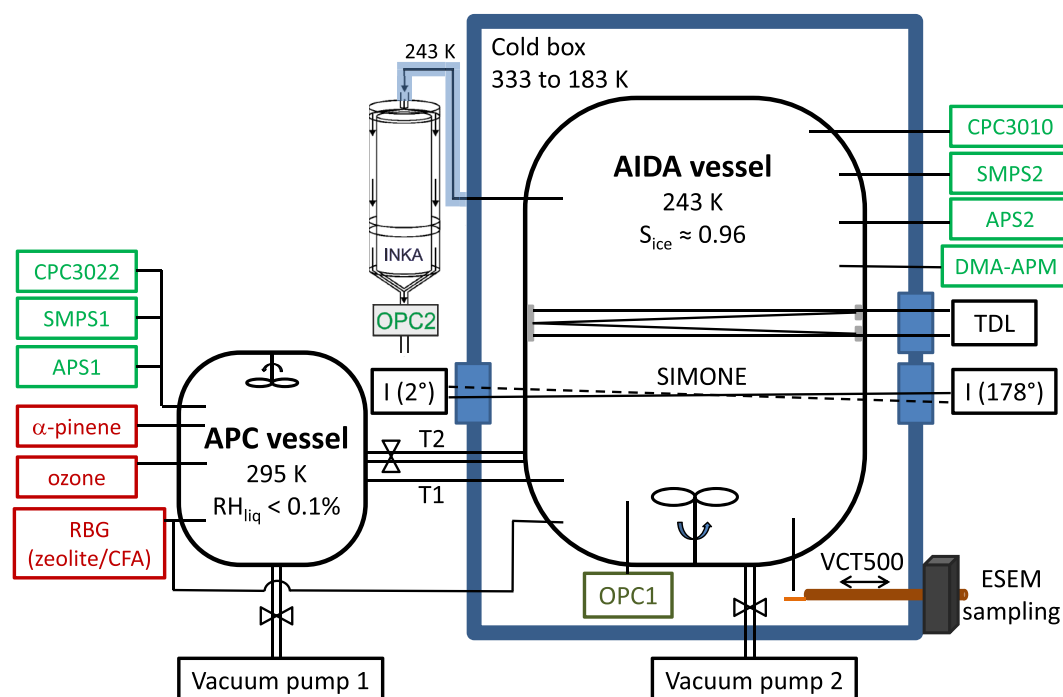 243 K
Cold box
333 to 183 K
INKA
OPC2
AIDA vessel
243 K
S_ice ≈ 0.96
CPC3010
SMPS2
APS2
DMA-APM
TDL
CPC3022
SMPS1
APS1
α-pinene
ozone
RBG
(zeolite/CFA)
APC vessel
295 K
RH_liq < 0.1%
I (2°)
SIMONE
I (178°)
T2
T1
OPC1
VCT500
ESEM
sampling
Vacuum pump 1
Vacuum pump 2